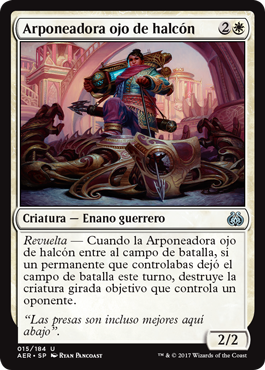 Arponeadora ojo de halcón 2
Criatura — Enano guerrero
Revuelta — Cuando la Arponeadora ojo
de halcón entre al campo de batalla, si
un permanente que controlabas dejó el
campo de batalla este turno, destruye la
criatura girada objetivo que controla un
oponente.
“Las presas son incluso mejores aquí
abajo”.
2/2
015/184 U
AER • SP RYAN PANCOAST
™ & © 2017 Wizards of the Coast